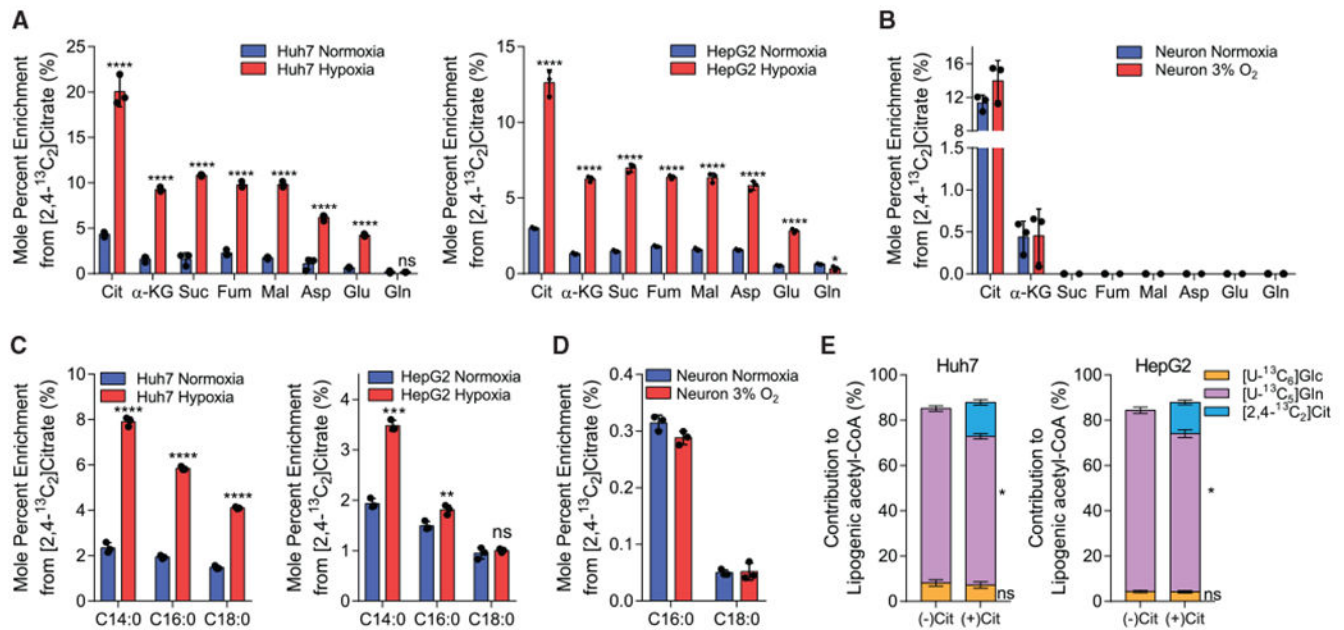 A
Mole Percent Enrichment
from [2,4-¹³C₂]Citrate (%)
25
20
15
10
5
0
Huh7 Normoxia
Huh7 Hypoxia
****
****
****
****
****
****
****
ns
Cit α-KG Suc Fum Mal Asp Glu Gln
Mole Percent Enrichment
from [2,4-¹³C₂]Citrate (%)
15
10
5
0
HepG2 Normoxia
HepG2 Hypoxia
****
****
****
****
****
****
****
*
Cit α-KG Suc Fum Mal Asp Glu Gln
B
Mole Percent Enrichment
from [2,4-¹³C₂]Citrate (%)
16
12
8
0.5
1.0
0.0
Neuron Normoxia
Neuron 3% O₂
Cit α-KG Suc Fum Mal Asp Glu Gln
C
Mole Percent Enrichment
from [2,4-¹³C₂]Citrate (%)
8
6
4
2
0
Huh7 Normoxia
Huh7 Hypoxia
****
****
****
C14:0 C16:0 C18:0
Mole Percent Enrichment
from [2,4-¹³C₂]Citrate (%)
4
3
2
1
0
HepG2 Normoxia
HepG2 Hypoxia
***
**
ns
C14:0 C16:0 C18:0
D
Mole Percent Enrichment
from [2,4-¹³C₂]Citrate (%)
0.4
0.3
0.2
0.1
0.0
Neuron Normoxia
Neuron 3% O₂
C16:0 C18:0
E
Huh7
Contribution to
Lipogenic acetyl-CoA (%)
100
80
60
40
20
0
*
ns
(-)Cit (+)Cit
HepG2
Contribution to
Lipogenic acetyl-CoA (%)
100
80
60
40
20
0
*
ns
(-)Cit (+)Cit
[U-¹³C₆]Glc
[U-¹³C₅]Gln
[2,4-¹³C₂]Cit